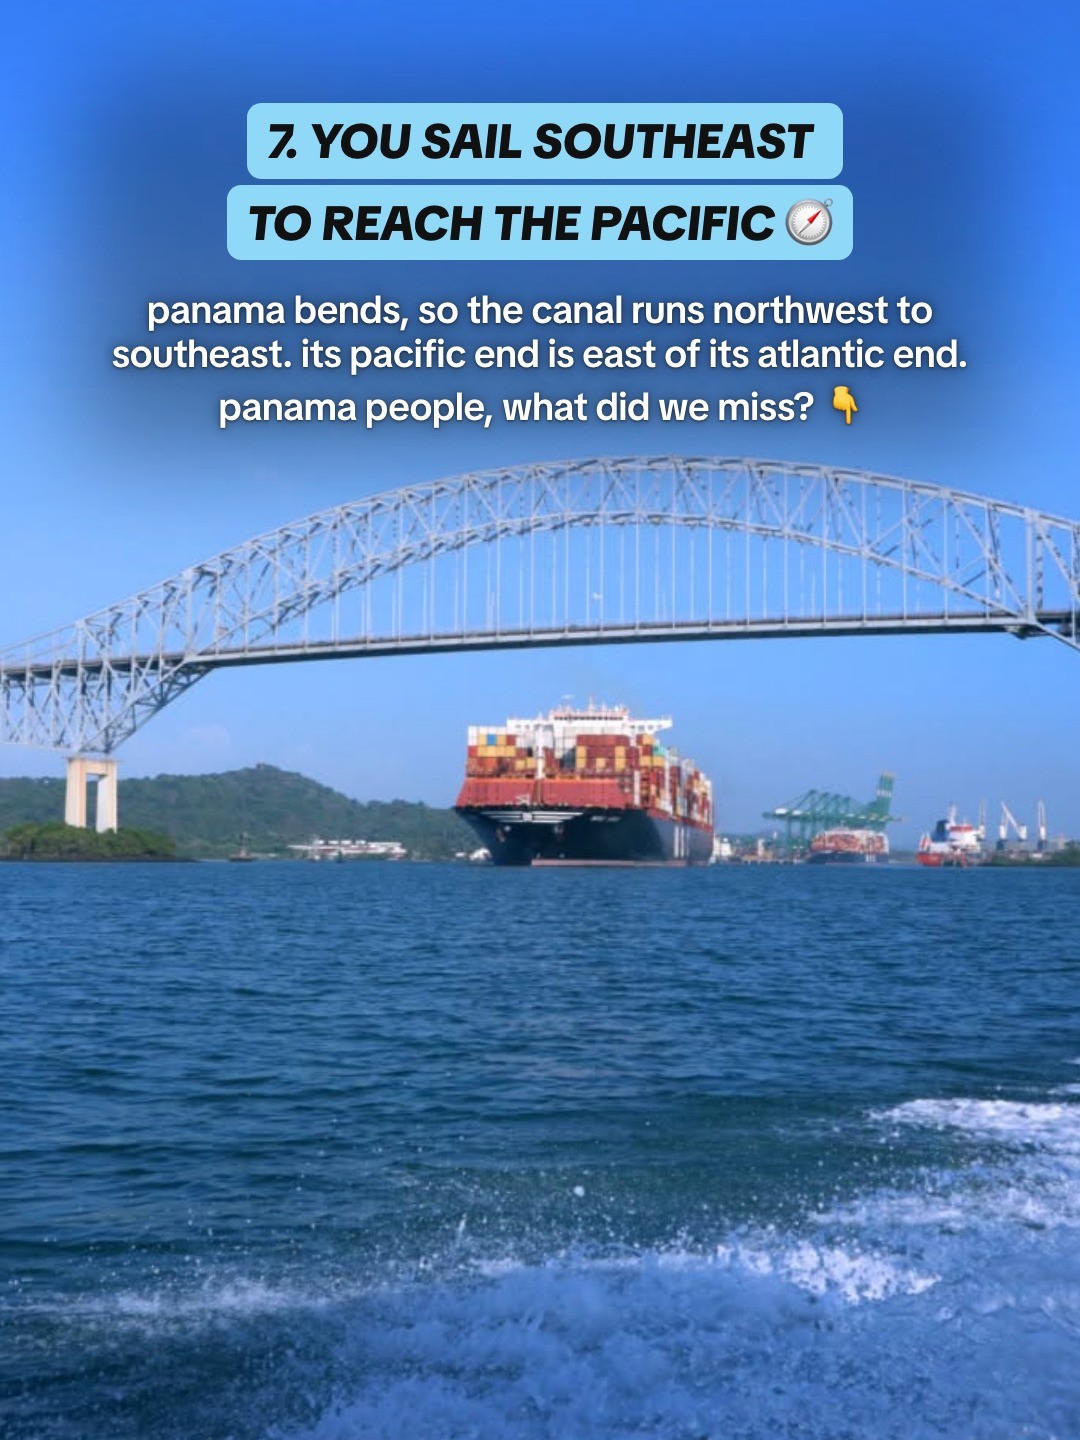 7. YOU SAIL SOUTHEAST
TO REACH THE PACIFIC 🧭
panama bends, so the canal runs northwest to
southeast. its pacific end is east of its atlantic end.
panama people, what did we miss? 👇